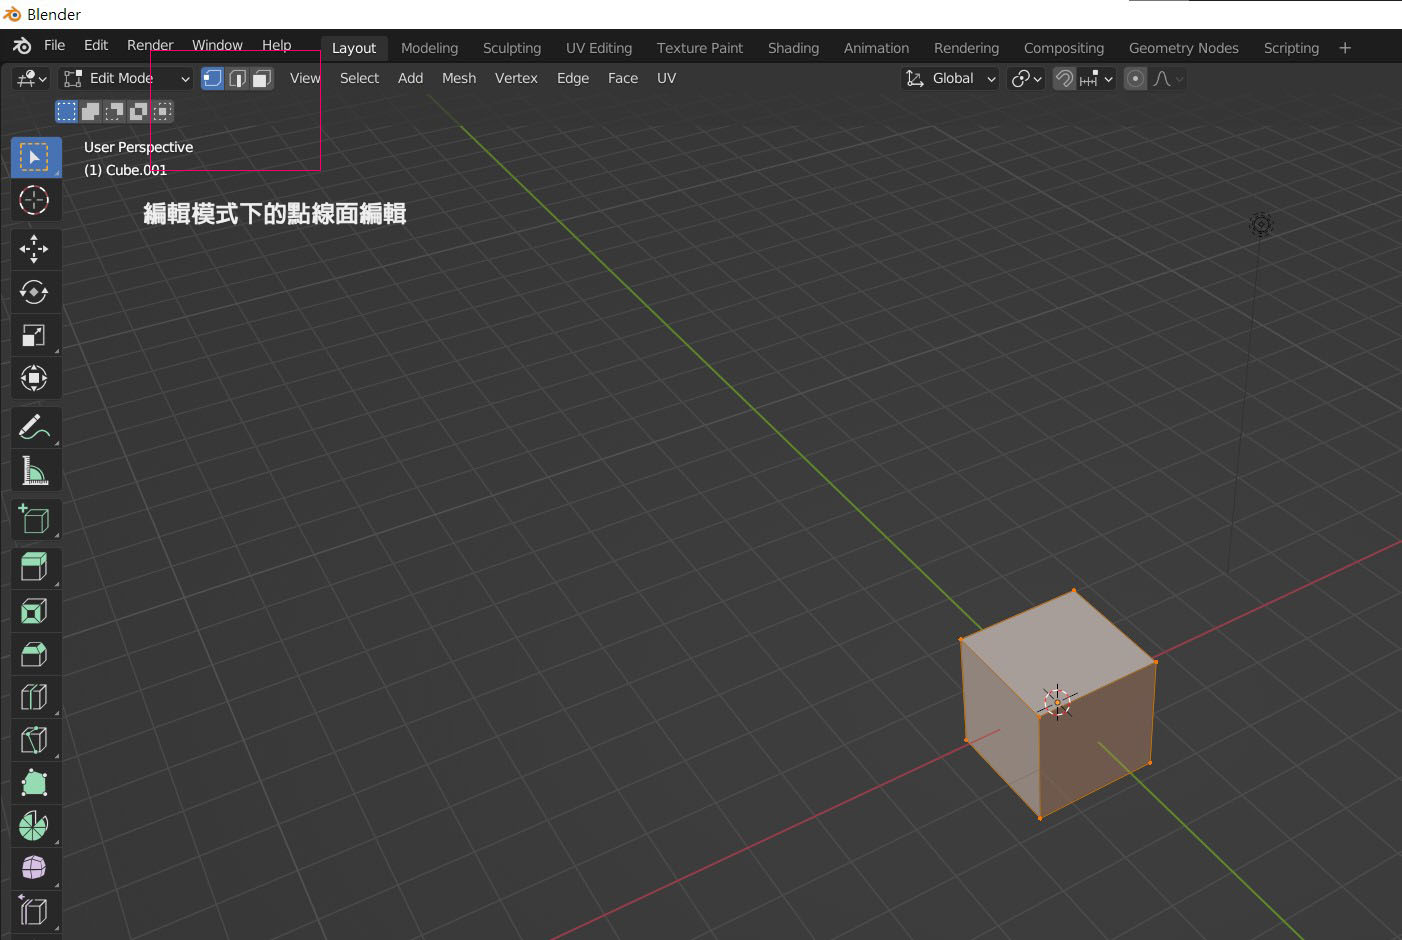 Blender
File Edit Render Window Help Layout Modeling Sculpting UV Editing Texture Paint Shading Animation Rendering Compositing Geometry Nodes Scripting +
Edit Mode View Select Add Mesh Vertex Edge Face UV Global
User Perspective
(1) Cube.001
編輯模式下的點線面編輯